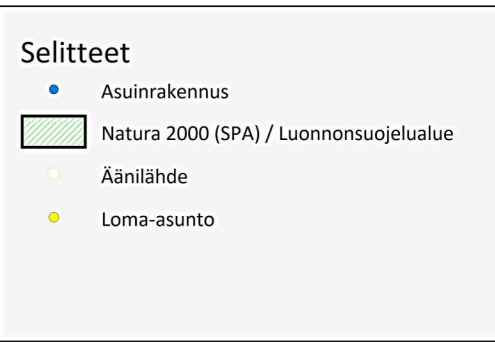 Selitteet
Asuinrakennus
Natura 2000 (SPA) / Luonnonsuojelualue
Äänilähde
Loma-asunto